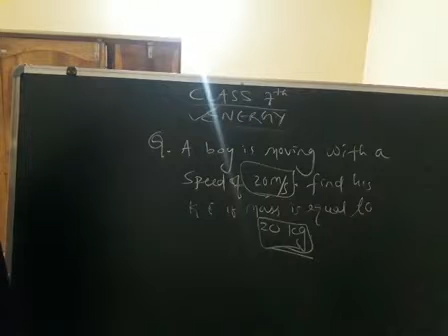 CLASS 7th
ENERGY
Q. A boy is moving with a
speed of 20m/s. find his
K E if mass is equal to
20 kg